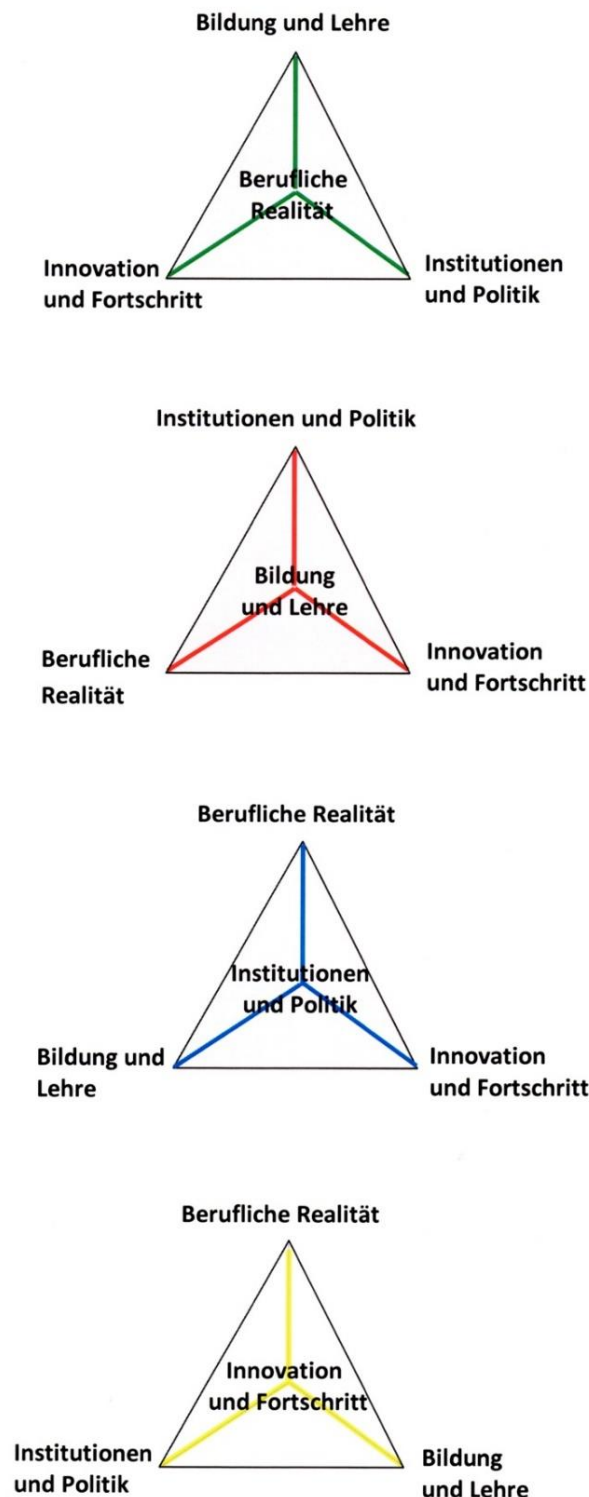 Bildung und Lehre
Berufliche
Realität
Innovation
und Fortschritt
Institutionen
und Politik
Institutionen und Politik
Bildung
und Lehre
Berufliche
Realität
Innovation
und Fortschritt
Berufliche Realität
Institutionen
und Politik
Bildung und
Lehre
Innovation
und Fortschritt
Berufliche Realität
Innovation
und Fortschritt
Institutionen
und Politik
Bildung
und Lehre